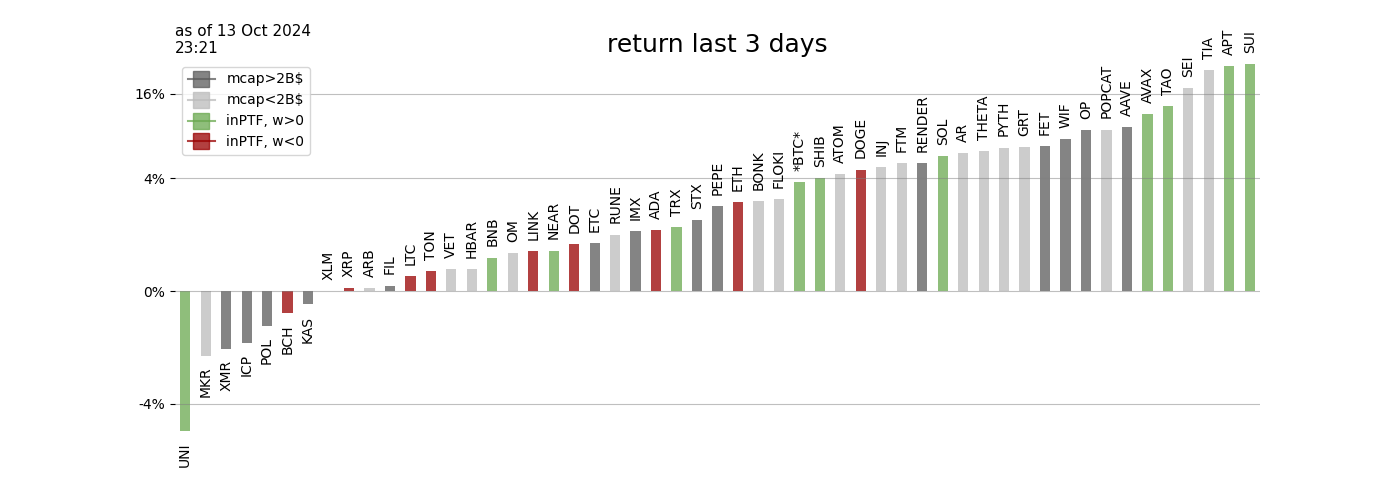 as of 13 Oct 2024
23:21
return last 3 days
mcap>2B$
mcap<2B$
inPTF, w>0
inPTF, w<0
16%
4%
0%
-4%
UNI
MKR
XMR
ICP
POL
BCH
KAS
XLM
XRP
ARB
FIL
LTC
TON
VET
HBAR
BNB
OM
LINK
NEAR
DOT
ETC
RUNE
IMX
ADA
TRX
STX
PEPE
ETH
BONK
FLOKI
*BTC*
SHIB
ATOM
DOGE
INJ
FTM
RENDER
SOL
AR
THETA
PYTH
GRT
FET
WIF
OP
POPCAT
AAVE
AVAX
TAO
SEI
TIA
APT
SUI